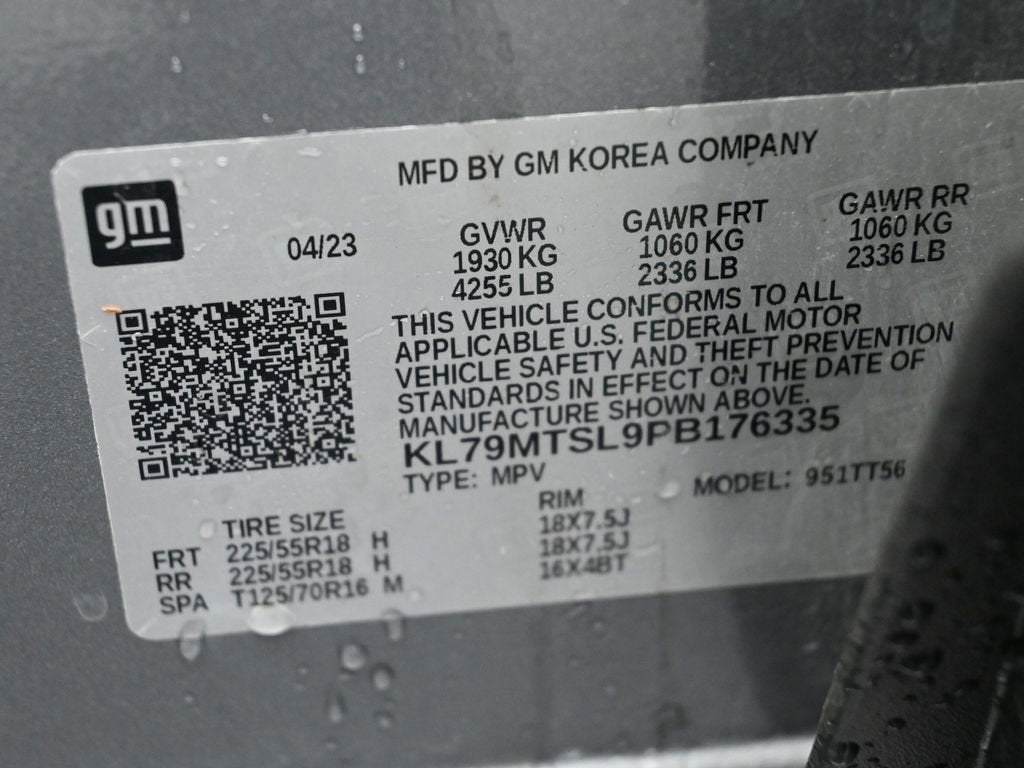 MFD BY GM KOREA COMPANY
gm
04/23
GVWR GAWR FRT GAWR RR
1930 KG 1060 KG 1060 KG
4255 LB 2336 LB 2336 LB
THIS VEHICLE CONFORMS TO ALL
APPLICABLE U.S. FEDERAL MOTOR
VEHICLE SAFETY AND THEFT PREVENTION
STANDARDS IN EFFECT ON THE DATE OF
MANUFACTURE SHOWN ABOVE.
KL79MTSL9PB176335
TYPE: MPV MODEL: 951TT56
TIRE SIZE RIM
FRT 225/55R18 H 18X7.5J
RR 225/55R18 H 18X7.5J
SPA T125/70R16 M 16X4BT